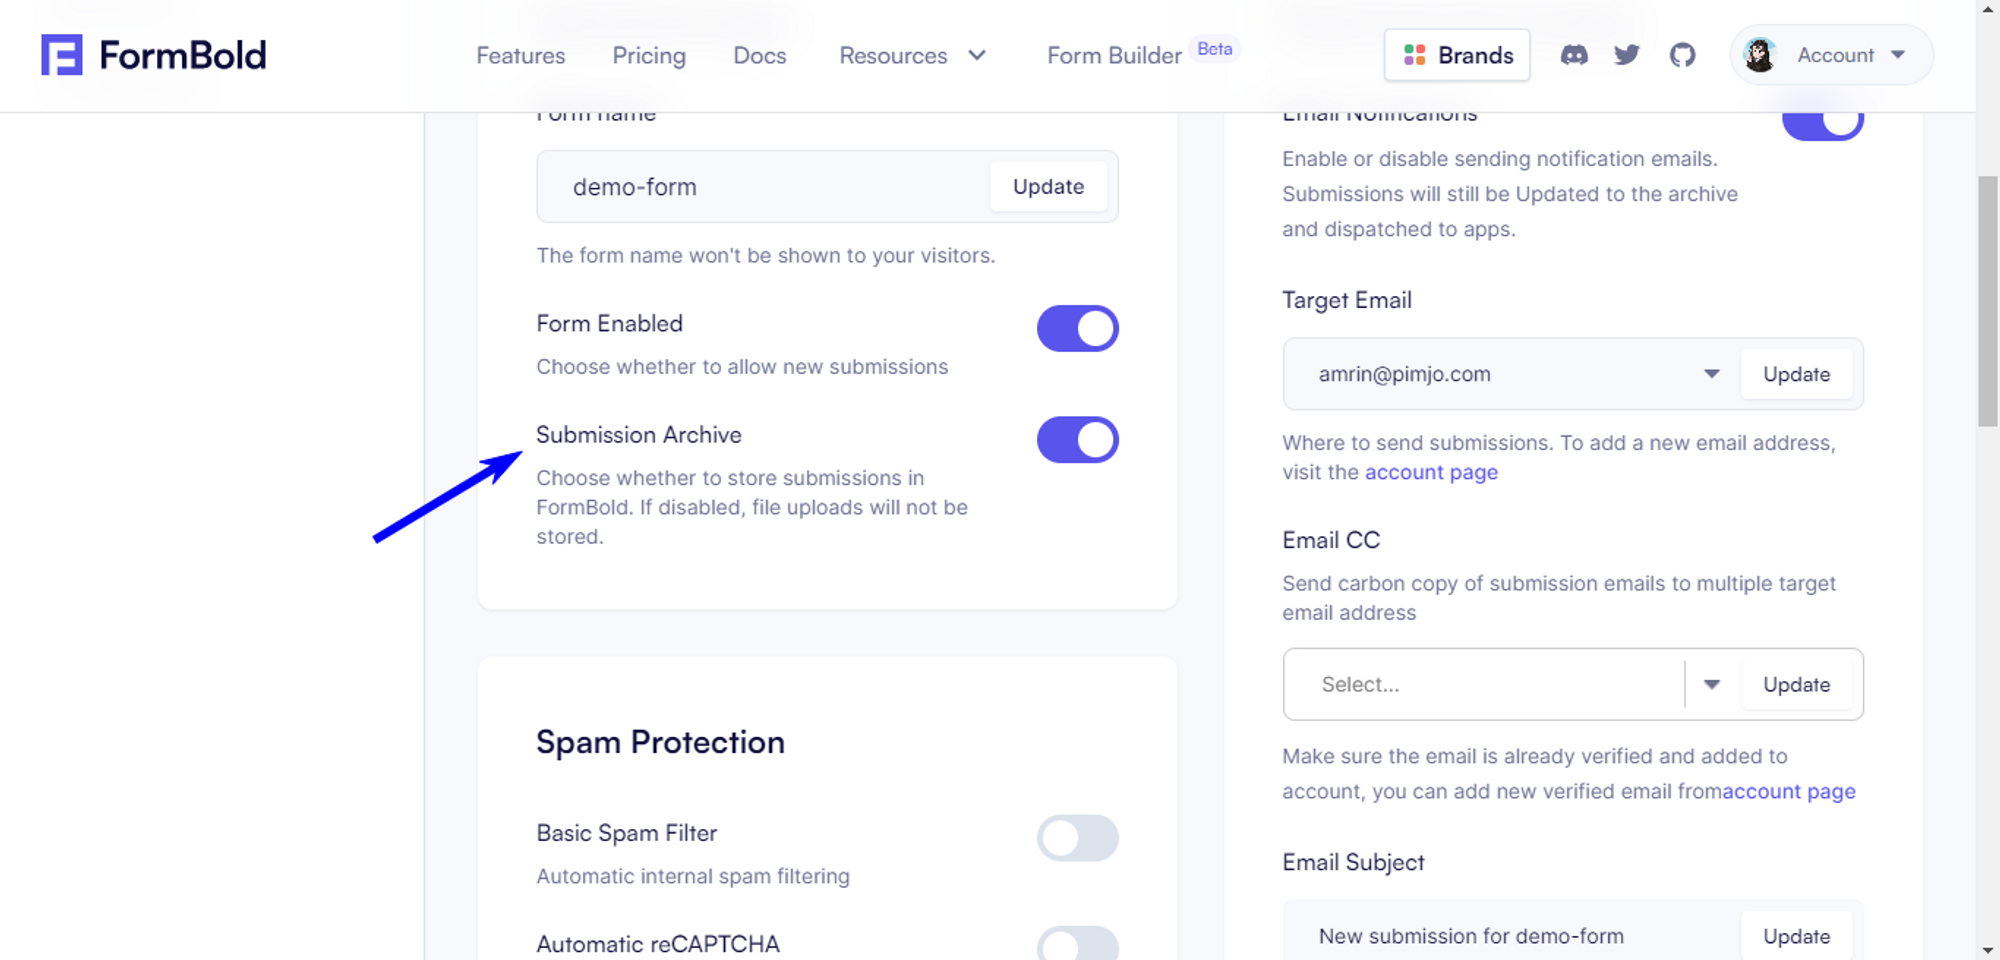 FormBold
Features
Pricing
Docs
Resources
Form Builder
Beta
Brands
Account
Form name
demo-form
Update
The form name won't be shown to your visitors.
Form Enabled
Choose whether to allow new submissions
Submission Archive
Choose whether to store submissions in
FormBold. If disabled, file uploads will not be
stored.
Spam Protection
Basic Spam Filter
Automatic internal spam filtering
Automatic reCAPTCHA
Email Notifications
Enable or disable sending notification emails.
Submissions will still be Updated to the archive
and dispatched to apps.
Target Email
amrin@pimjo.com
Update
Where to send submissions. To add a new email address,
visit the account page
Email CC
Send carbon copy of submission emails to multiple target
email address
Select...
Update
Make sure the email is already verified and added to
account, you can add new verified email fromaccount page
Email Subject
New submission for demo-form
Update